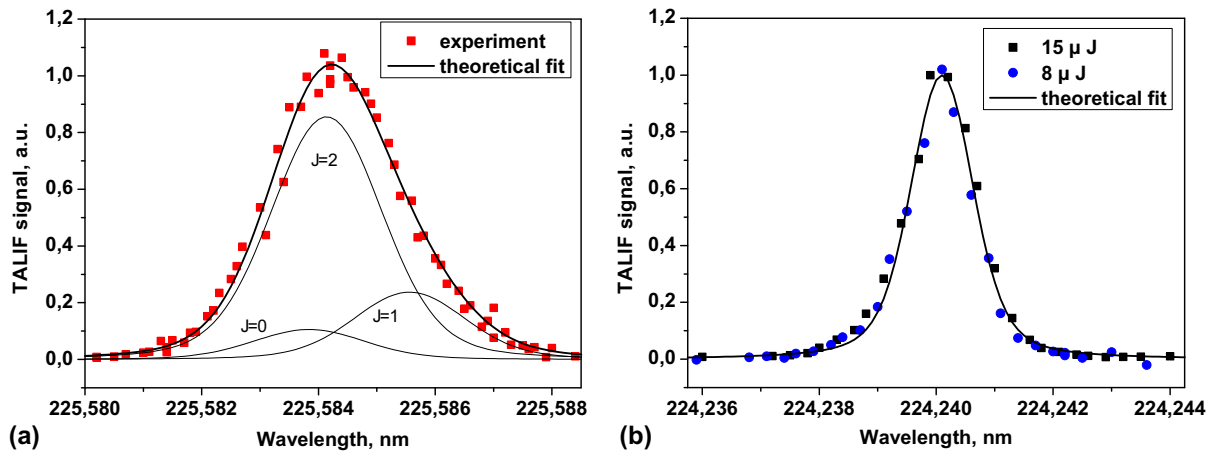 1,2
1,0
0,8
0,6
0,4
0,2
0,0
TALIF signal, a.u.
experiment
theoretical fit
J=2
J=0
J=1
225,580 225,582 225,584 225,586 225,588
Wavelength, nm
(a)
1,2
1,0
0,8
0,6
0,4
0,2
0,0
TALIF signal, a.u.
15 μ J
8 μ J
theoretical fit
224,236 224,238 224,240 224,242 224,244
Wavelength, nm
(b)